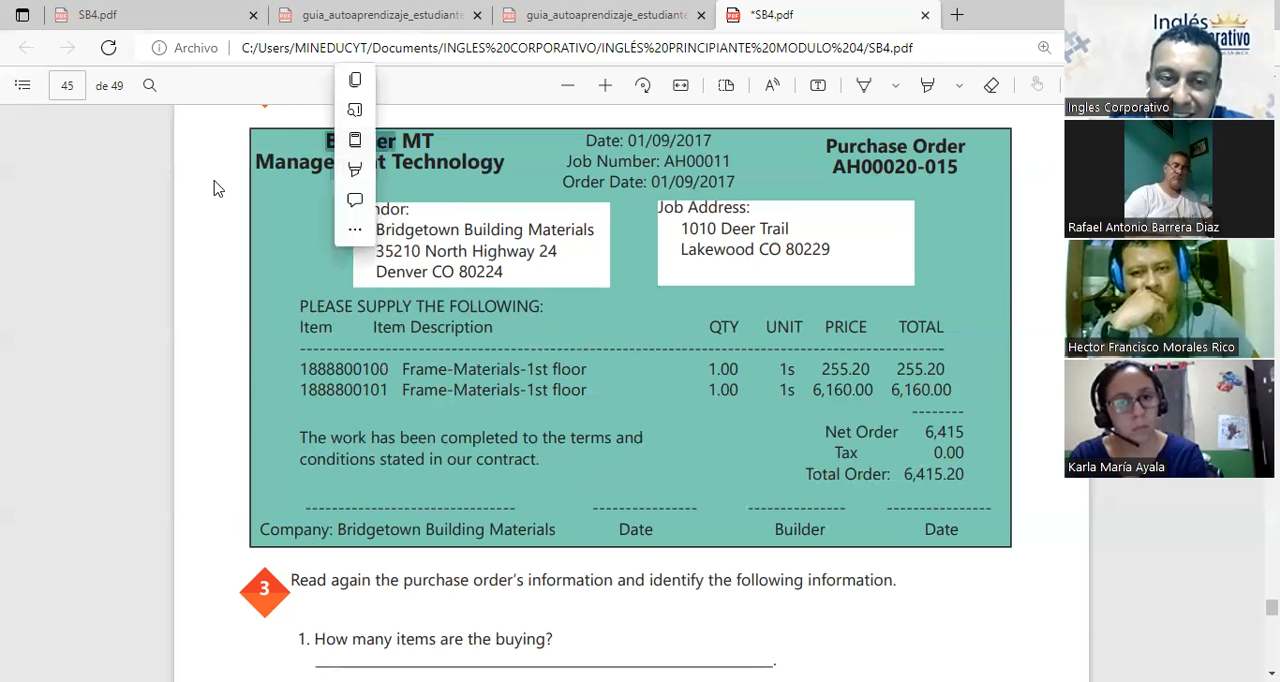 SB4.pdf
guia_autoaprendizaje_estudiante
guia_autoaprendizaje_estudiante
*SB4.pdf
Archivo
C:/Users/MINEDUCYT/Documents/INGLES%20CORPORATIVO/INGLÉS%20PRINCIPIANTE%20MODULO%204/SB4.pdf
45 de 49
MT
Management Technology
Date: 01/09/2017
Job Number: AH00011
Order Date: 01/09/2017
Purchase Order
AH00020-015
ndor:
Bridgetown Building Materials
35210 North Highway 24
Denver CO 80224
Job Address:
1010 Deer Trail
Lakewood CO 80229
PLEASE SUPPLY THE FOLLOWING:
Item Item Description QTY UNIT PRICE TOTAL
1888800100 Frame-Materials-1st floor 1.00 1s 255.20 255.20
1888800101 Frame-Materials-1st floor 1.00 1s 6,160.00 6,160.00
The work has been completed to the terms and
conditions stated in our contract.
Net Order 6,415
Tax 0.00
Total Order: 6,415.20
Company: Bridgetown Building Materials Date Builder Date
3 Read again the purchase order's information and identify the following information.
1. How many items are the buying?
Inglés
Ingles Corporativo
Rafael Antonio Barrera Diaz
Hector Francisco Morales Rico
Karla María Ayala